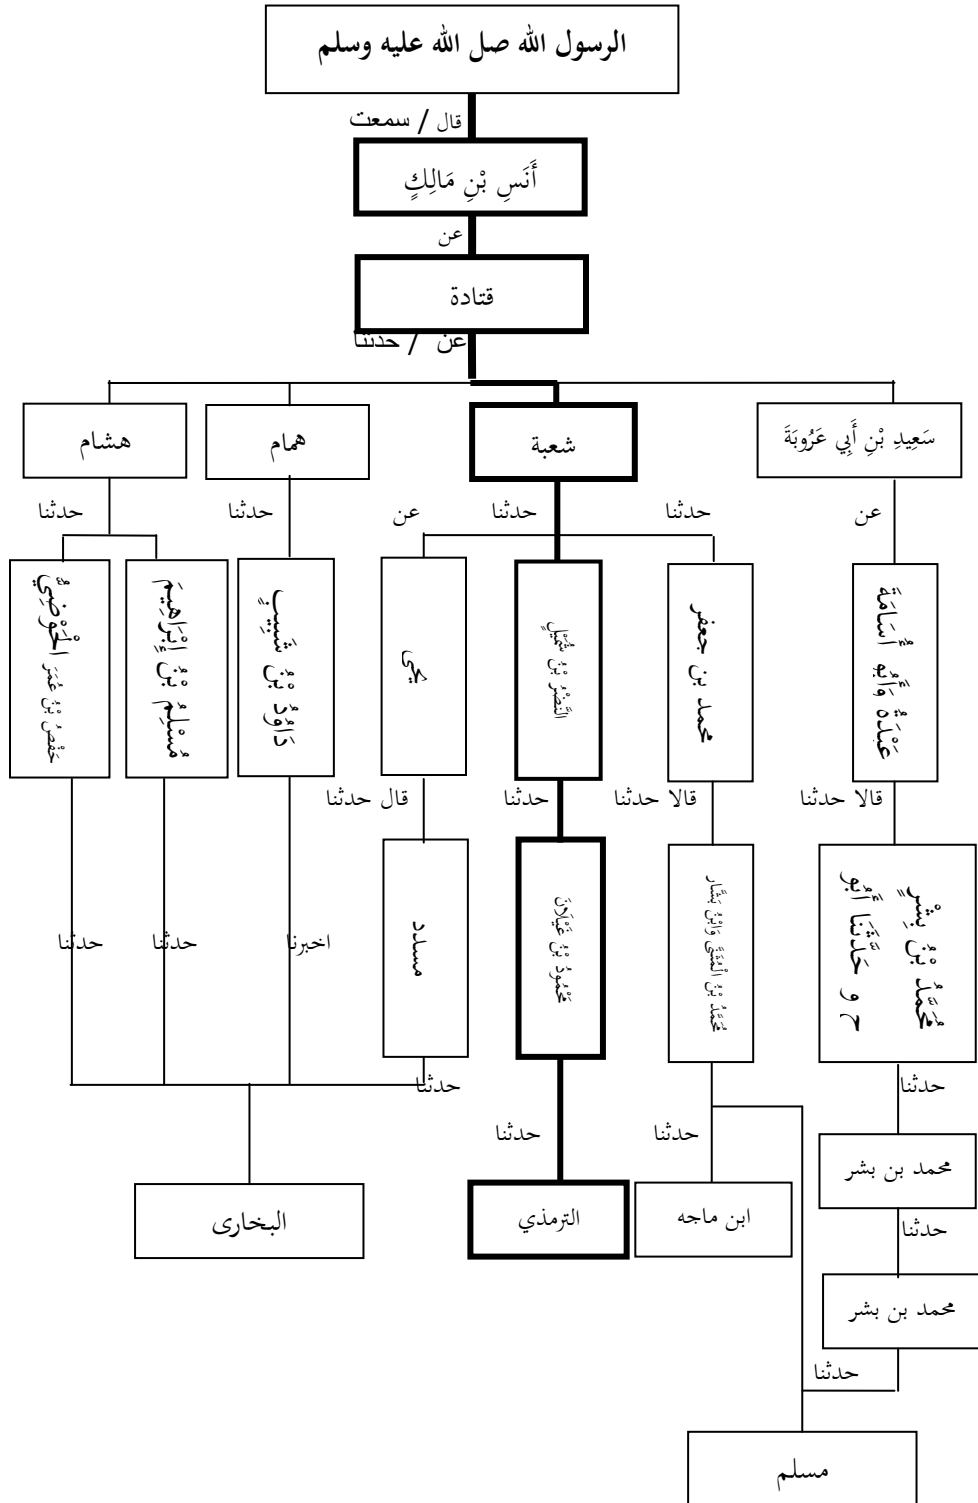 الرسول الله صل الله عليه وسلم
قال / سمعت
أَنَسِ بْنِ مَالِكٍ
عن
قتادة
عن / حدثنا
سَعِيدِ بْنِ أَبِي عَرُوبَةَ
شعبة
همام
هشام
عن
حدثنا
حدثنا
عن
حدثنا
حدثنا
عَبْدَةُ وَأَبُو أُسَامَةَ
محمد بن جعفر
النَّضْرُ بْنُ شُمَيْلٍ
يحيى
دَاوُدُ بْنُ شَبِيبٍ
مُسْلِمُ بْنُ إِبْرَاهِيمَ
حَفْصُ بْنُ عُمَرَ الْحَوْضِيُّ
قالا حدثنا
قالا حدثنا
حدثنا
قال حدثنا
مُحَمَّدُ بْنُ بِشْرٍ
ح و حَدَّثَنَا أَبُو
مُحَمَّدُ بْنُ الْمُثَنَّى وَابْنُ بَشَّار
مَحْمُودُ بْنُ غَيْلَانَ
مسدد
اخبرنا
حدثنا
حدثنا
حدثنا
حدثنا
حدثنا
حدثنا
محمد بن بشر
البخارى
الترمذي
ابن ماجه
حدثنا
محمد بن بشر
حدثنا
مسلم